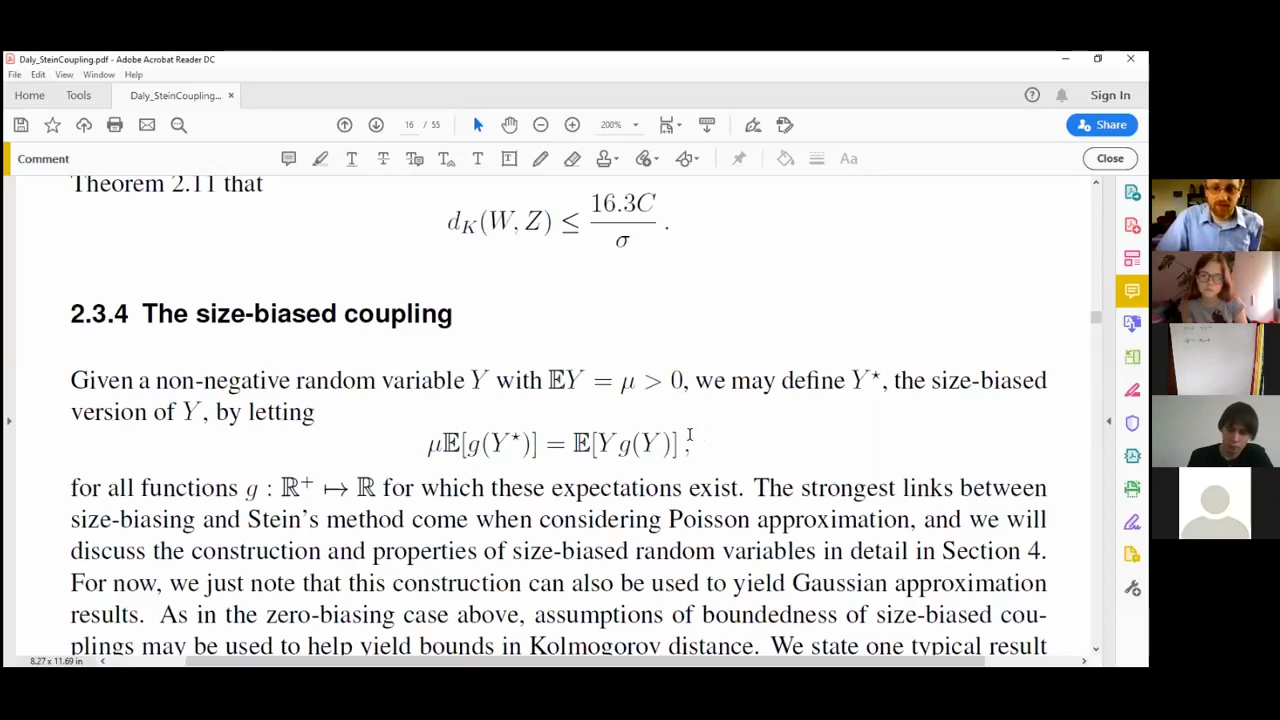 Daly_SteinCoupling.pdf - Adobe Acrobat Reader DC
File Edit View Window Help
Home Tools Daly_SteinCoupling... × Sign In
16 / 55 200% Share
Comment Aa Close
Theorem 2.11 that
d_K(W, Z) ≤ 16.3C / σ .
2.3.4 The size-biased coupling
Given a non-negative random variable Y with 𝔼Y = μ > 0, we may define Y⋆, the size-biased
version of Y, by letting
μ𝔼[g(Y⋆)] = 𝔼[Y g(Y)] ,
for all functions g : ℝ⁺ ↦ ℝ for which these expectations exist. The strongest links between
size-biasing and Stein's method come when considering Poisson approximation, and we will
discuss the construction and properties of size-biased random variables in detail in Section 4.
For now, we just note that this construction can also be used to yield Gaussian approximation
results. As in the zero-biasing case above, assumptions of boundedness of size-biased cou-
plings may be used to help yield bounds in Kolmogorov distance. We state one typical result
8.27 x 11.69 in